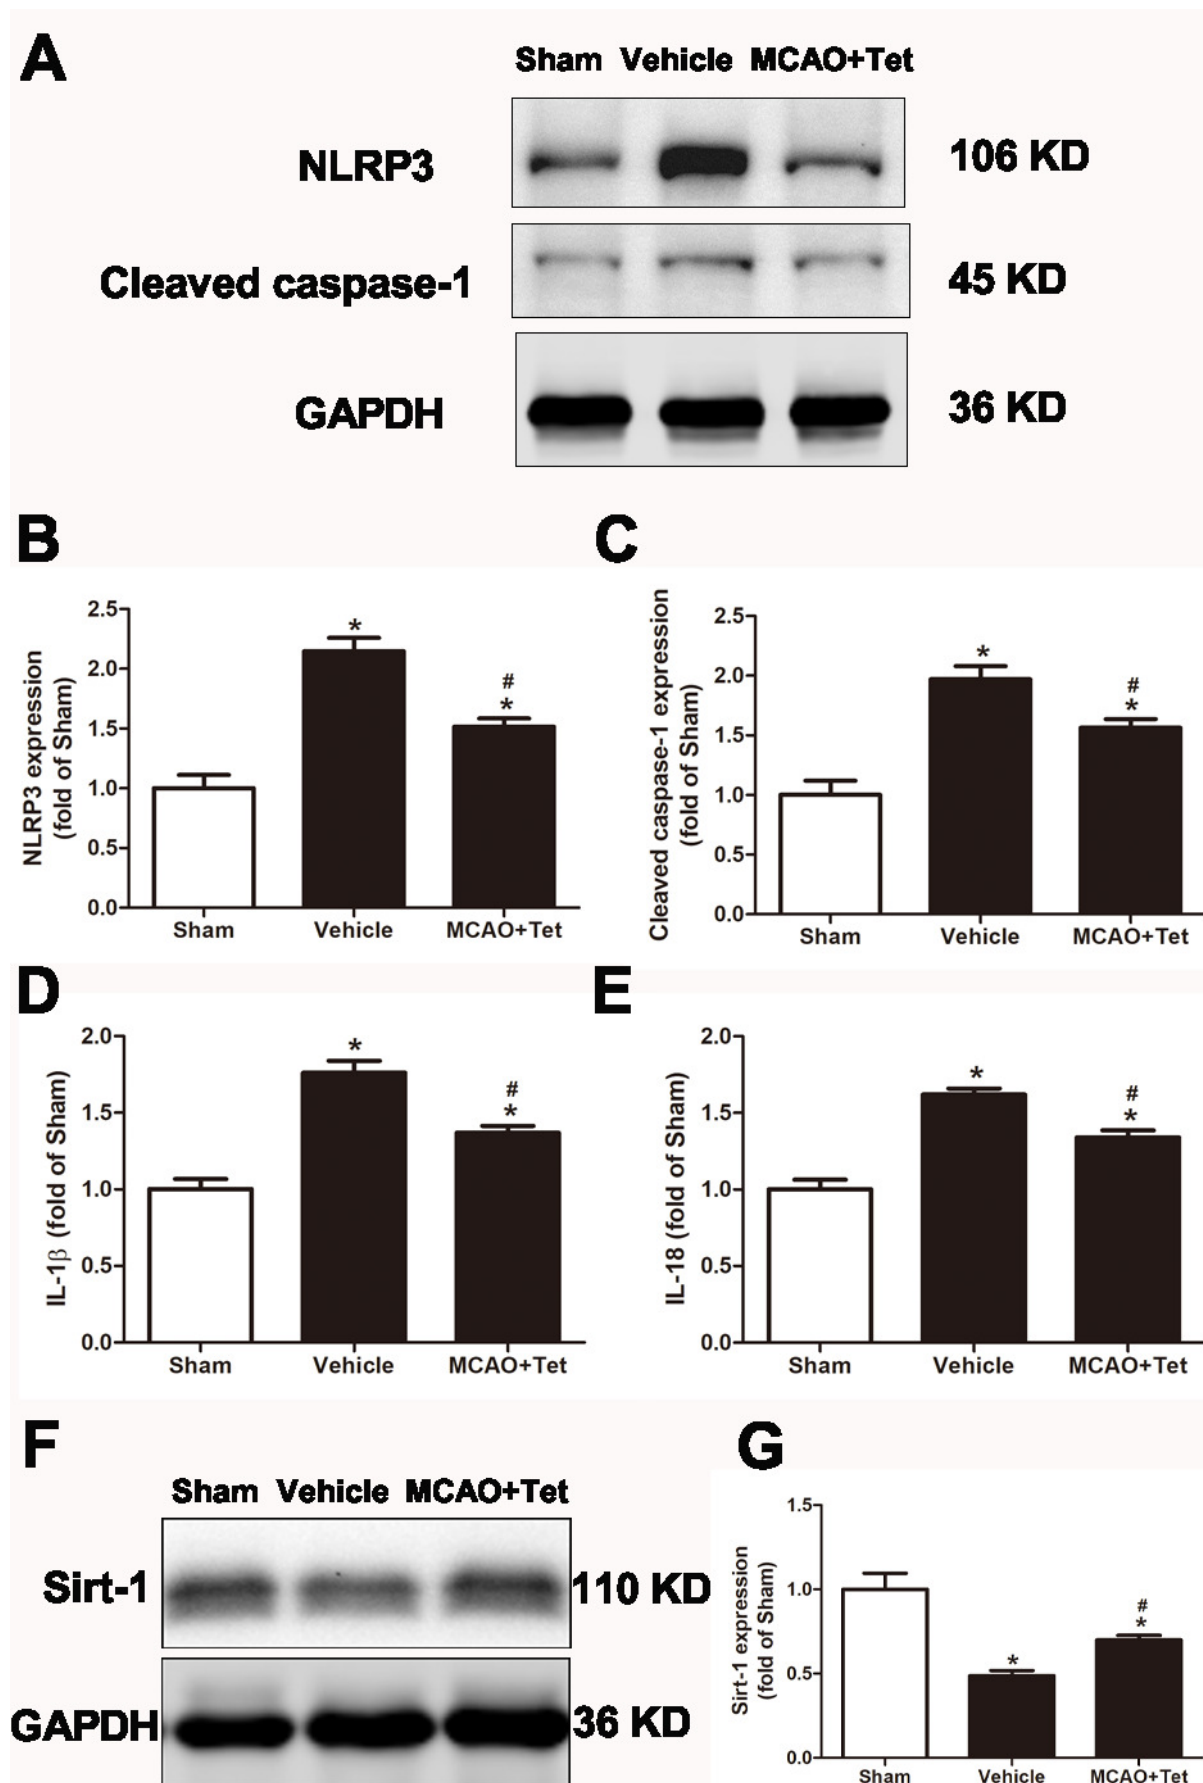 A
Sham Vehicle MCAO+Tet
NLRP3 106 KD
Cleaved caspase-1 45 KD
GAPDH 36 KD
B
NLRP3 expression
(fold of Sham)
2.5
2.0
1.5
1.0
0.5
0.0
*
#
*
Sham Vehicle MCAO+Tet
C
Cleaved caspase-1 expression
(fold of Sham)
2.5
2.0
1.5
1.0
0.5
0.0
*
#
*
Sham Vehicle MCAO+Tet
D
IL-1β (fold of Sham)
2.0
1.5
1.0
0.5
0.0
*
#
*
Sham Vehicle MCAO+Tet
E
IL-18 (fold of Sham)
2.0
1.5
1.0
0.5
0.0
*
#
*
Sham Vehicle MCAO+Tet
F
Sham Vehicle MCAO+Tet
Sirt-1 110 KD
GAPDH 36 KD
G
Sirt-1 expression
(fold of Sham)
1.5
1.0
0.5
0.0
*
#
*
Sham Vehicle MCAO+Tet